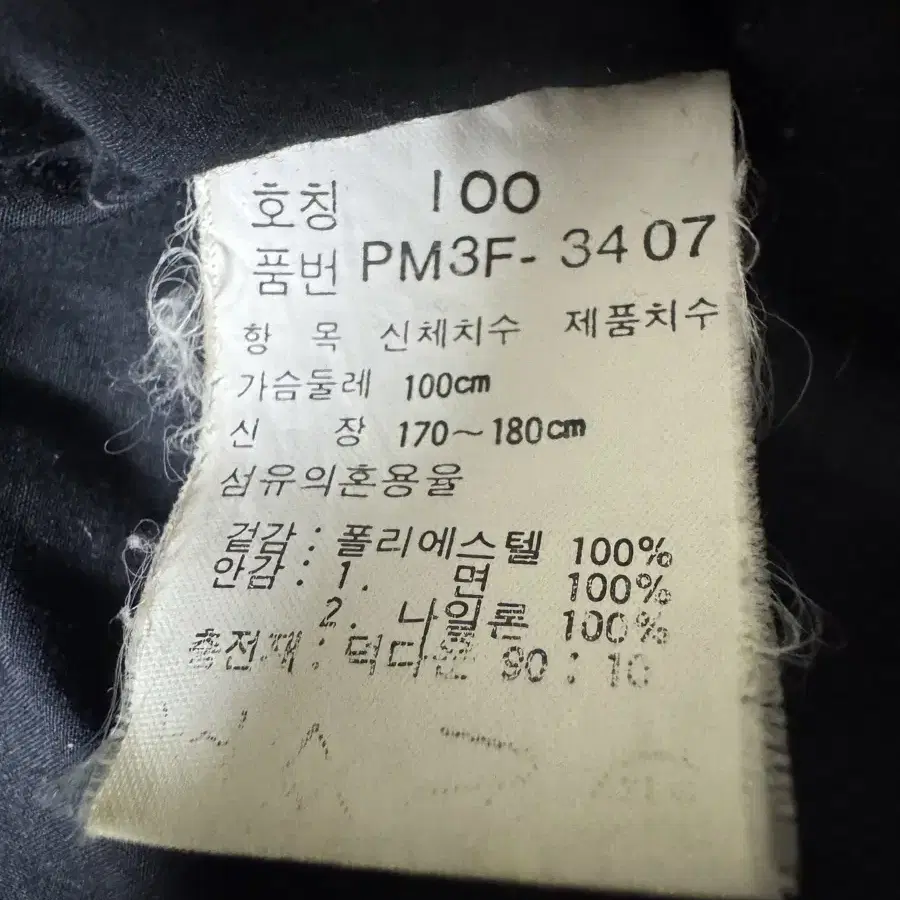 호칭 100
품번 PM3F-3407
항 목 신체치수 제품치수
가슴둘레 100cm
신 장 170~180cm
섬유의혼용율
겉감 : 폴리에스텔 100%
안감 : 1. 면 100%
2. 나일론 100%
충전재 : 덕다운 90 : 10